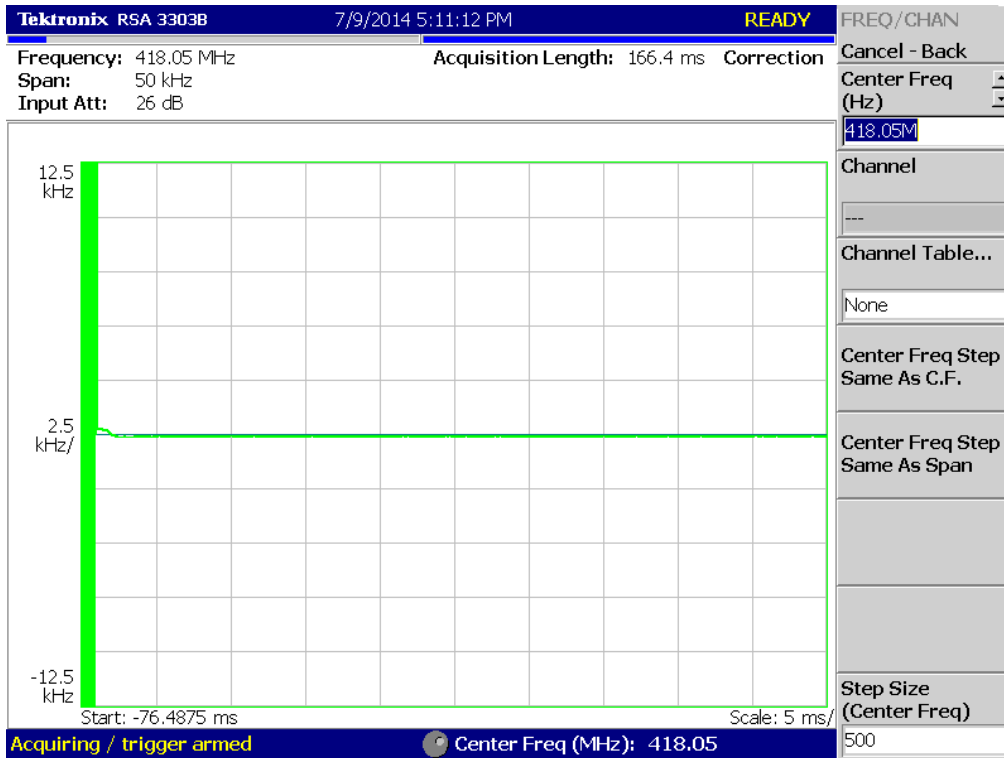 Tektronix RSA 3303B 7/9/2014 5:11:12 PM READY
Frequency: 418.05 MHz Acquisition Length: 166.4 ms Correction
Span: 50 kHz
Input Att: 26 dB
12.5
kHz
2.5
kHz/
-12.5
kHz
Start: -76.4875 ms Scale: 5 ms/
Acquiring / trigger armed Center Freq (MHz): 418.05
FREQ/CHAN
Cancel - Back
Center Freq
(Hz)
418.05M
Channel
---
Channel Table...
None
Center Freq Step
Same As C.F.
Center Freq Step
Same As Span
Step Size
(Center Freq)
500